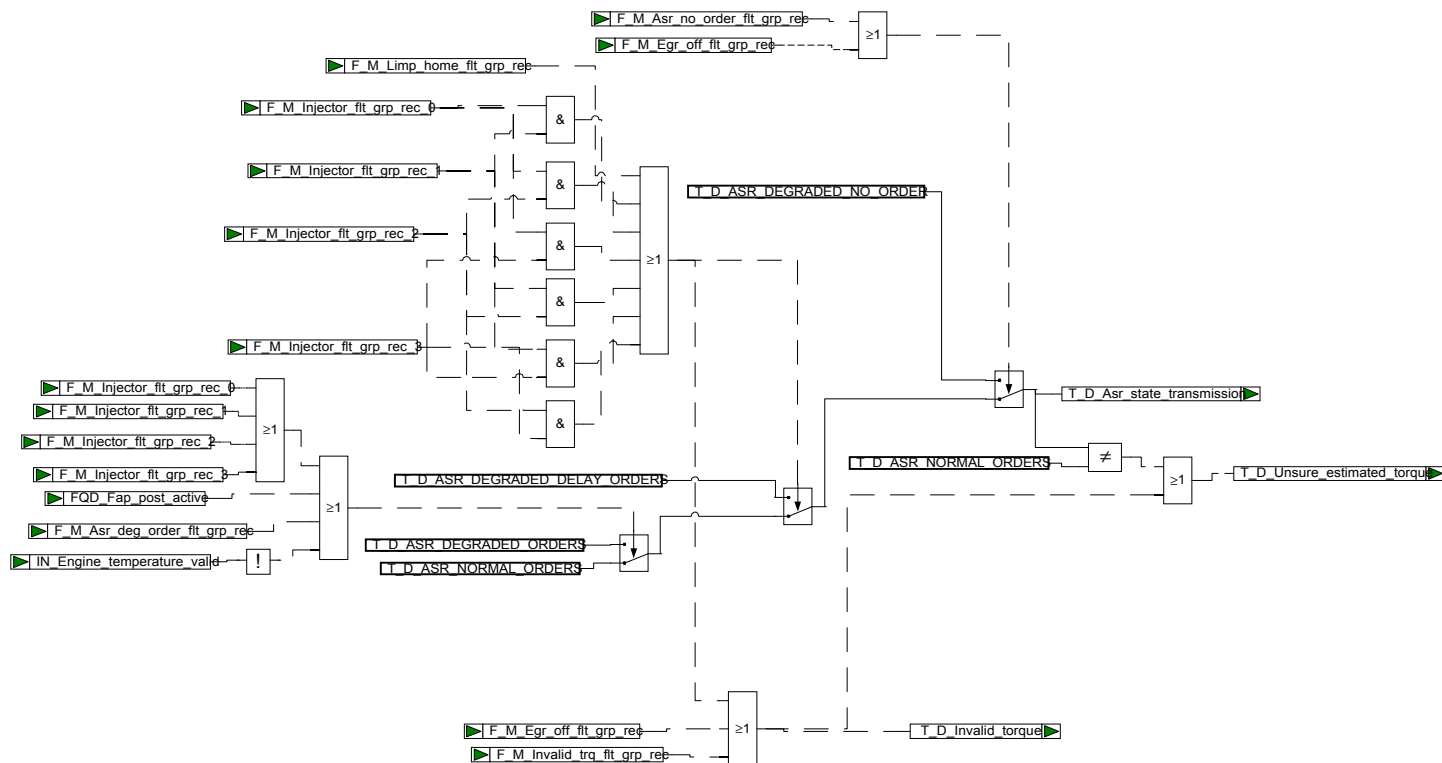 F_M_Asr_no_order_flt_grp_rec
≥1
F_M_Egr_off_flt_grp_rec
F_M_Limp_home_flt_grp_rec
F_M_Injector_flt_grp_rec_0
&
F_M_Injector_flt_grp_rec_1
&
T_D_ASR_DEGRADED_NO_ORDER
F_M_Injector_flt_grp_rec_2
&
≥1
&
F_M_Injector_flt_grp_rec_3
&
F_M_Injector_flt_grp_rec_0
T_D_Asr_state_transmission
F_M_Injector_flt_grp_rec_1
&
≥1
F_M_Injector_flt_grp_rec_2
≠
T_D_ASR_NORMAL_ORDERS
F_M_Injector_flt_grp_rec_3
T_D_Unsure_estimated_torque
T_D_ASR_DEGRADED_DELAY_ORDERS
≥1
FQD_Fap_post_active
≥1
F_M_Asr_deg_order_flt_grp_rec
T_D_ASR_DEGRADED_ORDERS
IN_Engine_temperature_valid
!
T_D_ASR_NORMAL_ORDERS
F_M_Egr_off_flt_grp_rec
≥1
T_D_Invalid_torque
F_M_Invalid_trq_flt_grp_rec